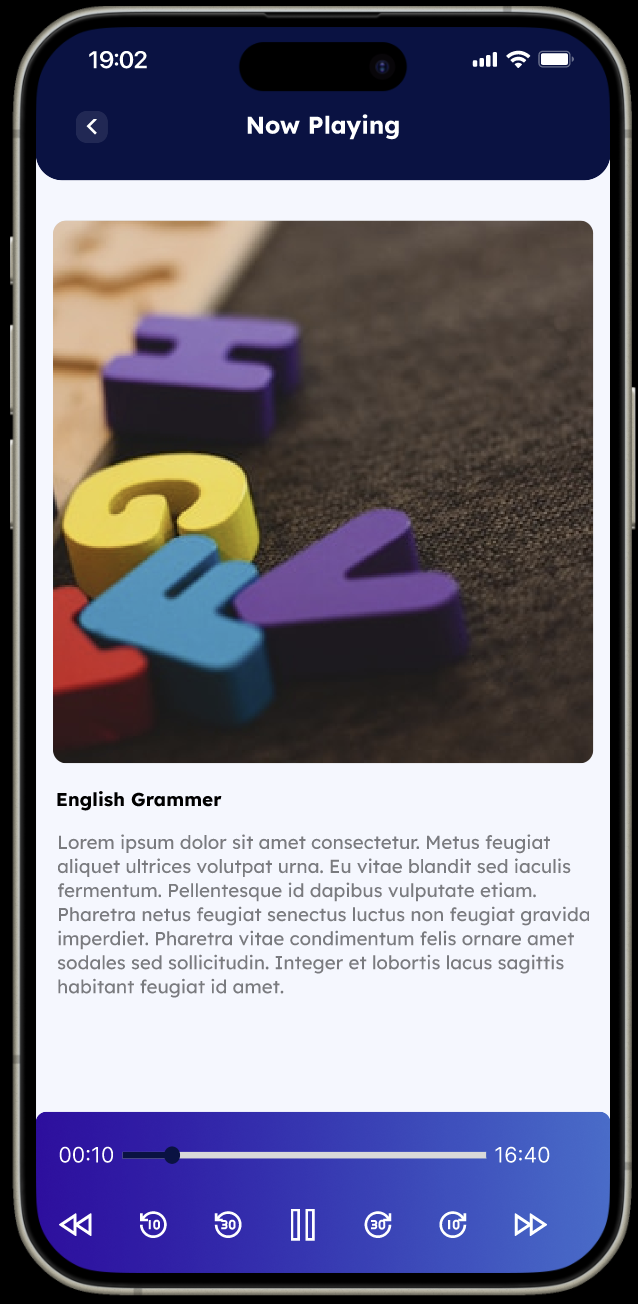 19:02
Now Playing
H
G
F
Y
English Grammer
Lorem ipsum dolor sit amet consectetur. Metus feugiat
aliquet ultrices volutpat urna. Eu vitae blandit sed iaculis
fermentum. Pellentesque id dapibus vulputate etiam.
Pharetra netus feugiat senectus luctus non feugiat gravida
imperdiet. Pharetra vitae condimentum felis ornare amet
sodales sed sollicitudin. Integer et lobortis lacus sagittis
habitant feugiat id amet.
00:10 16:40
10 30 30 10